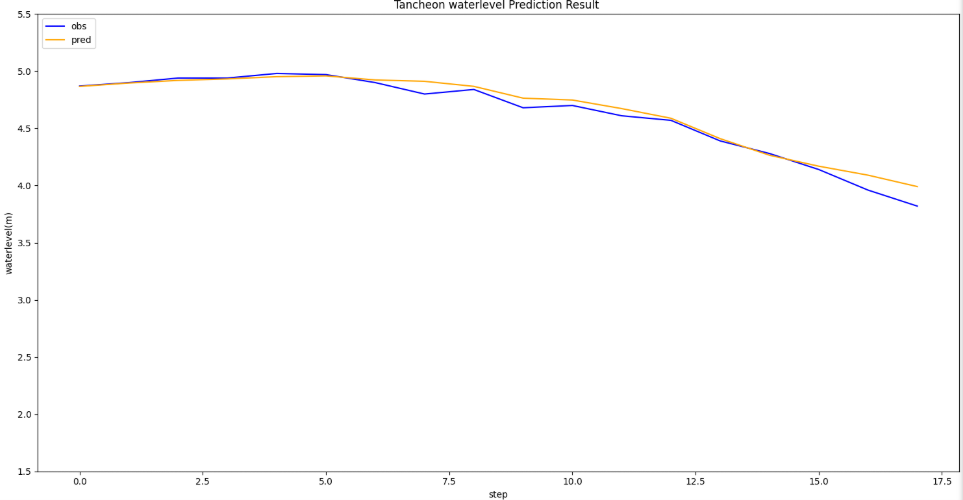 Tancheon waterlevel Prediction Result
obs
pred
5.5
5.0
4.5
4.0
3.5
3.0
2.5
2.0
1.5
waterlevel(m)
0.0 2.5 5.0 7.5 10.0 12.5 15.0 17.5
step